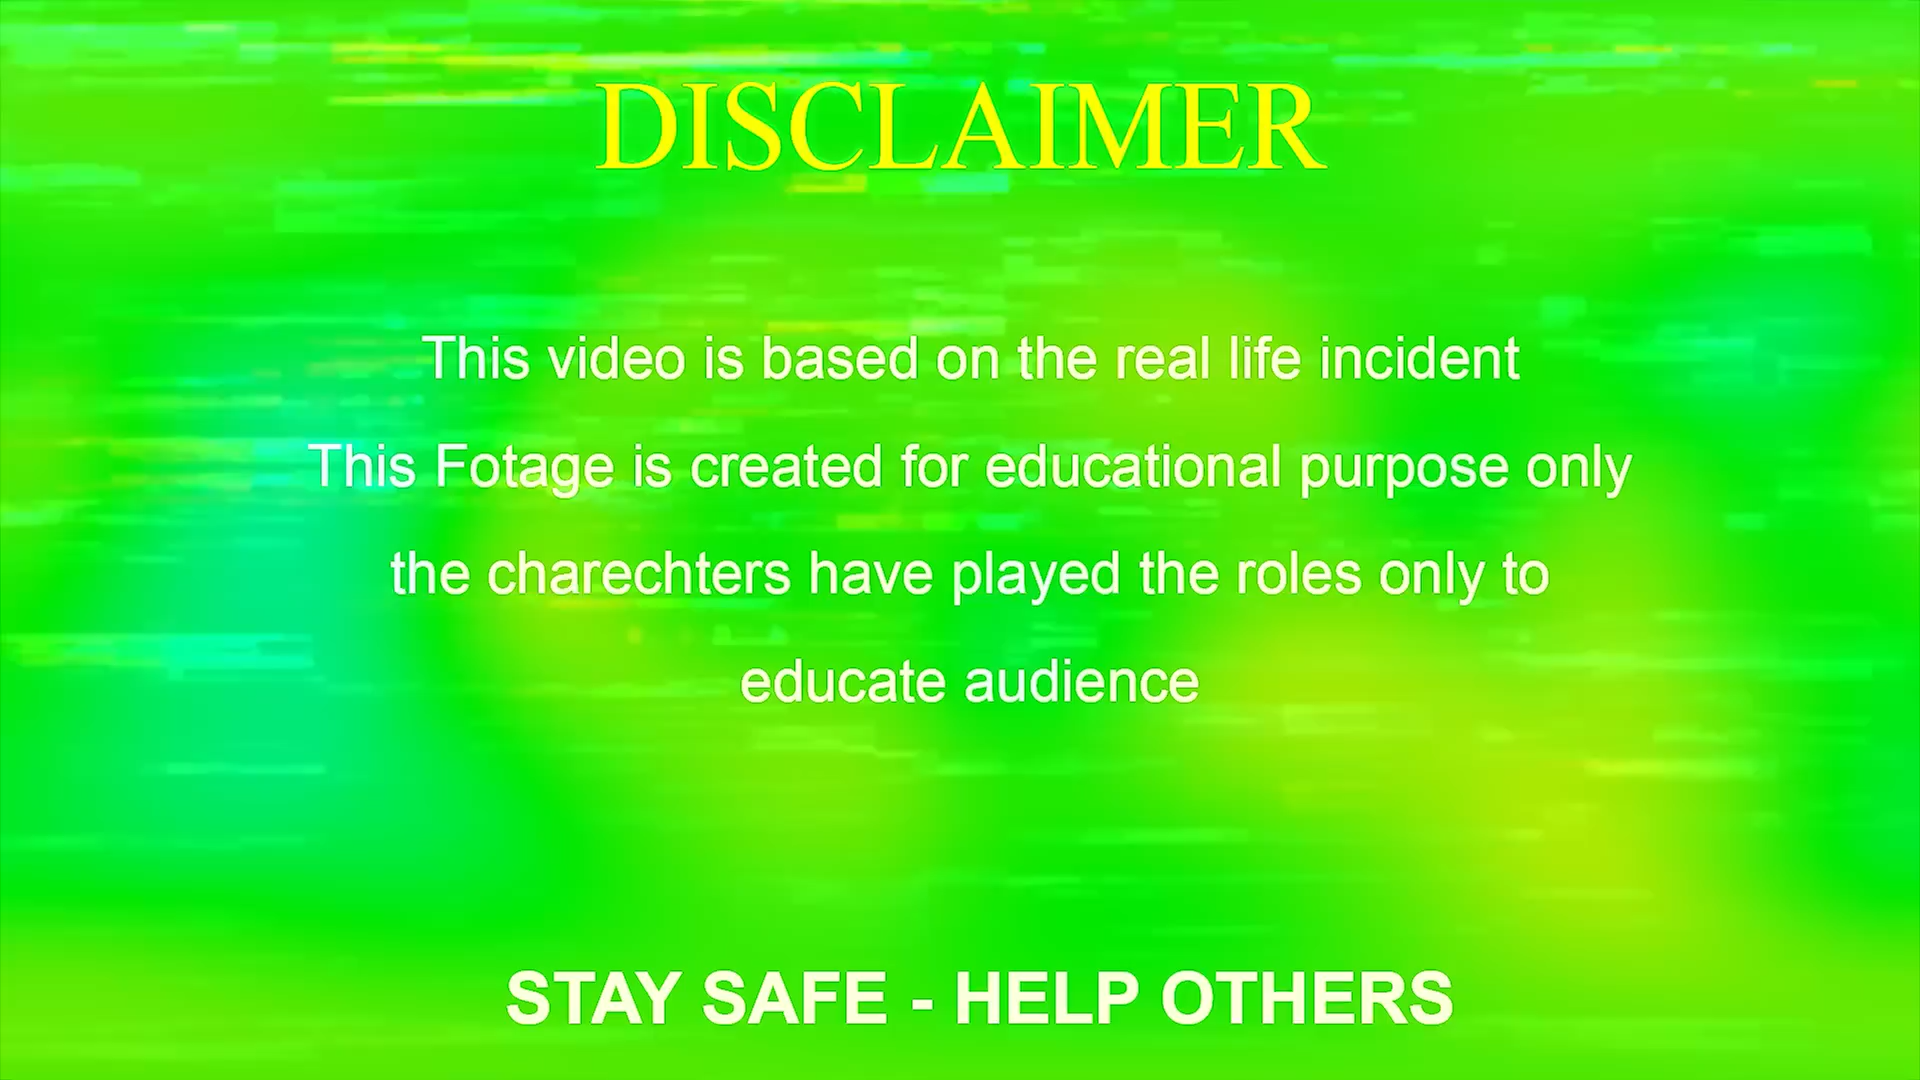 DISCLAIMER
This video is based on the real life incident
This Fotage is created for educational purpose only
the charechters have played the roles only to
educate audience
STAY SAFE - HELP OTHERS